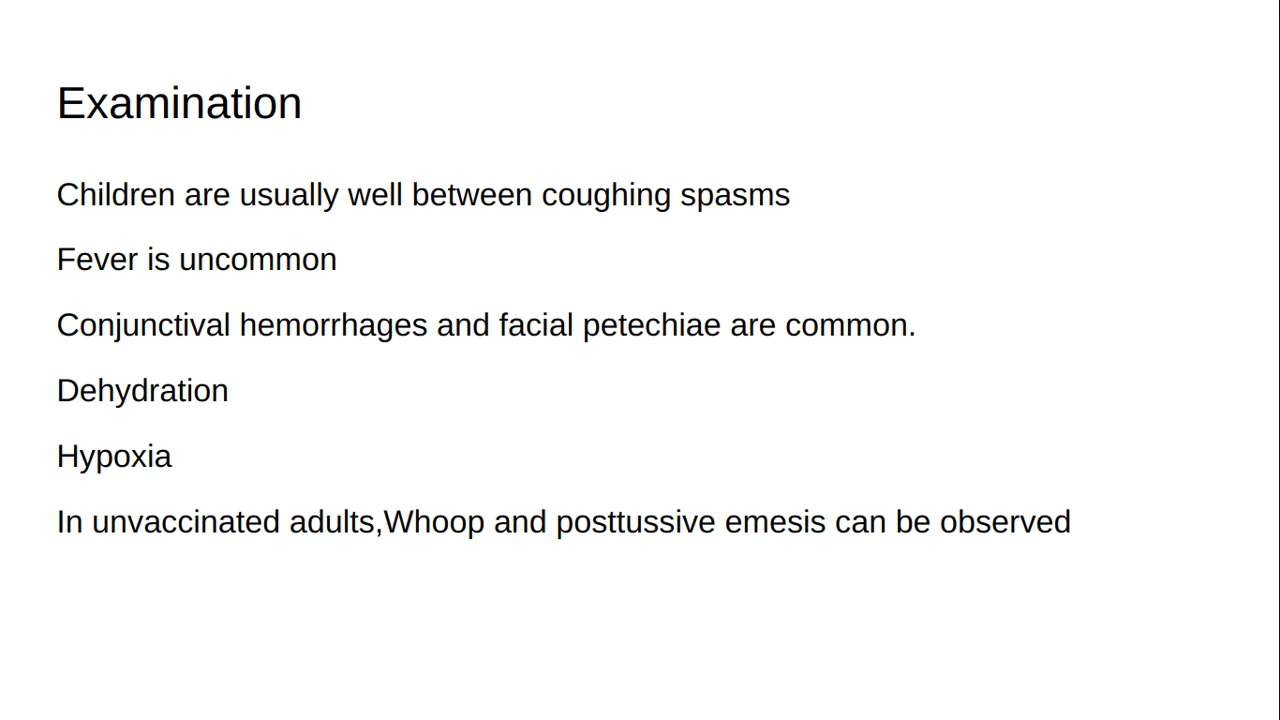 Examination
Children are usually well between coughing spasms
Fever is uncommon
Conjunctival hemorrhages and facial petechiae are common.
Dehydration
Hypoxia
In unvaccinated adults,Whoop and posttussive emesis can be observed